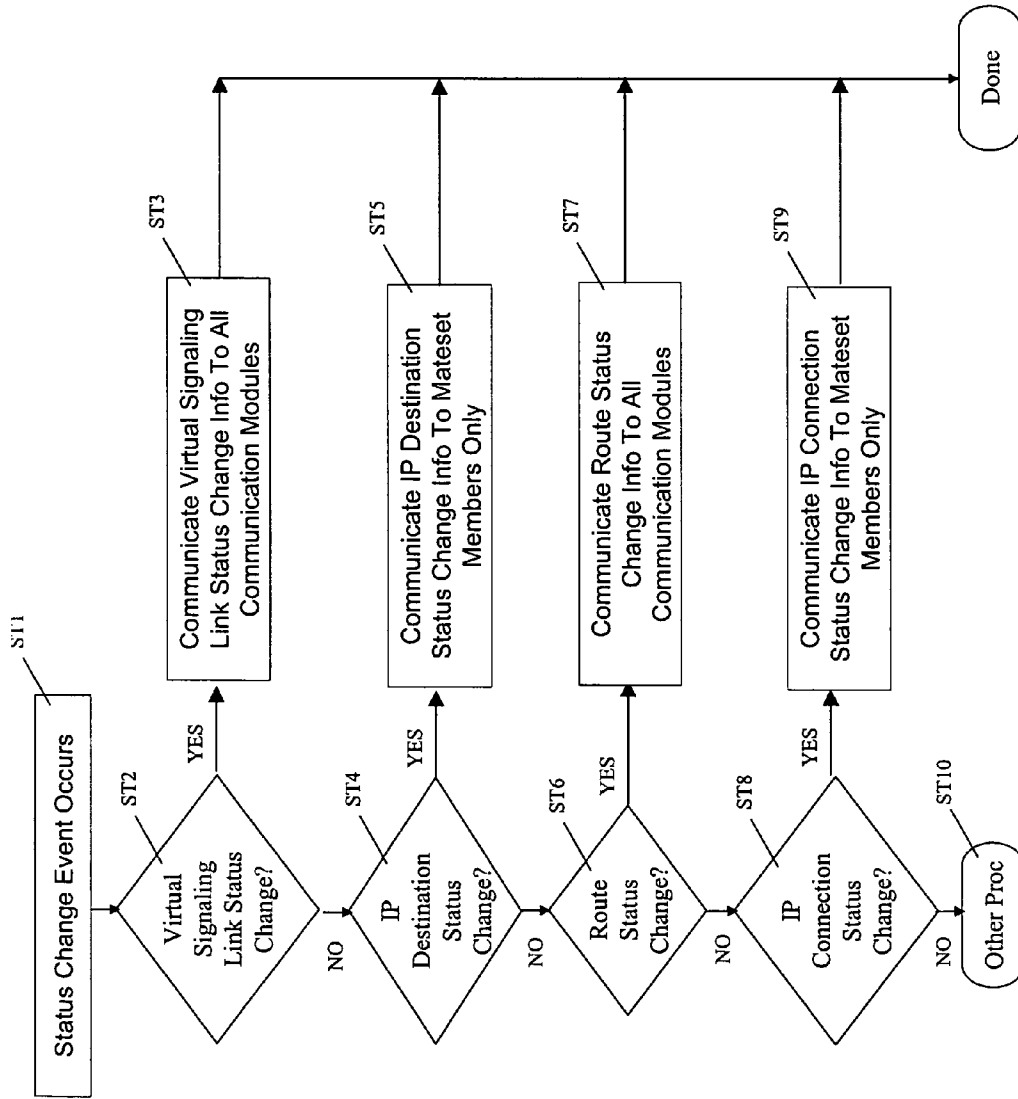 ST1
Status Change Event Occurs
ST2
Virtual
Signaling
Link Status
Change?
YES
NO
ST3
Communicate Virtual Signaling
Link Status Change Info To All
Communication Modules
ST4
IP
Destination
Status
Change?
YES
NO
ST5
Communicate IP Destination
Status Change Info To Mateset
Members Only
ST6
Route
Status
Change?
YES
NO
ST7
Communicate Route Status
Change Info To All
Communication Modules
ST8
IP
Connection
Status
Change?
YES
NO
ST9
Communicate IP Connection
Status Change Info To Mateset
Members Only
ST10
Other Proc
Done